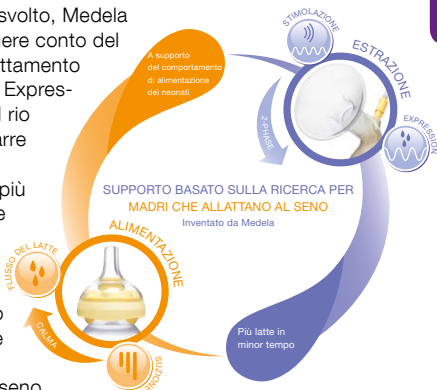 svolto, Medela
ere conto del
ttamento
Expres-
l rio
arre
più
e
o
e
seno
A supporto
del comportamento
di alimentazione
dei neonati
STIMOLAZIONE
ESTRAZIONE
2-PHASE
EXPRESSION
SUPPORTO BASATO SULLA RICERCA PER
MADRI CHE ALLATTANO AL SENO
Inventato da Medela
ALIMENTAZIONE
FLUSSO DEL LATTE
CALMA
SUZIONE
Più latte in
minor tempo